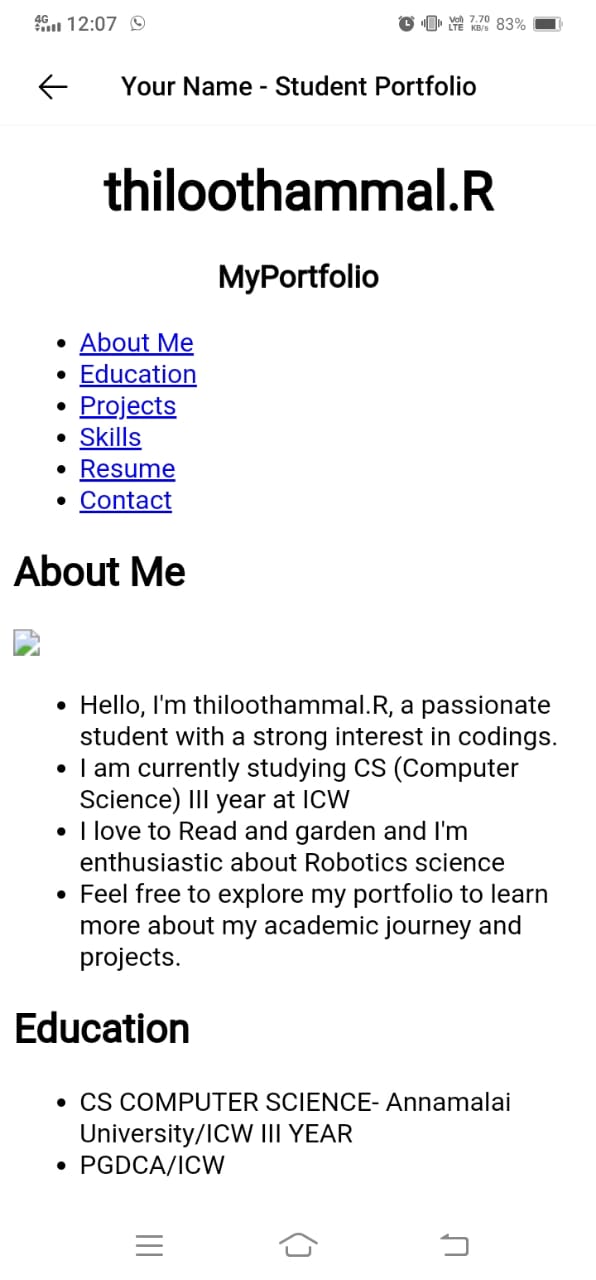 4G 12:07
Vo) LTE 7.70 KB/s 83%
Your Name - Student Portfolio
thiloothammal.R
MyPortfolio
• About Me
• Education
• Projects
• Skills
• Resume
• Contact
About Me
• Hello, I'm thiloothammal.R, a passionate
student with a strong interest in codings.
• I am currently studying CS (Computer
Science) III year at ICW
• I love to Read and garden and I'm
enthusiastic about Robotics science
• Feel free to explore my portfolio to learn
more about my academic journey and
projects.
Education
• CS COMPUTER SCIENCE- Annamalai
University/ICW III YEAR
• PGDCA/ICW